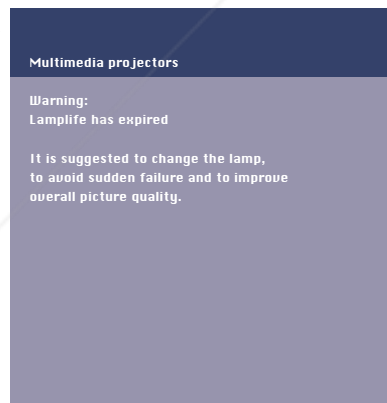 Multimedia projectors
Warning:
Lamplife has expired
It is suggested to change the lamp,
to avoid sudden failure and to improve
overall picture quality.